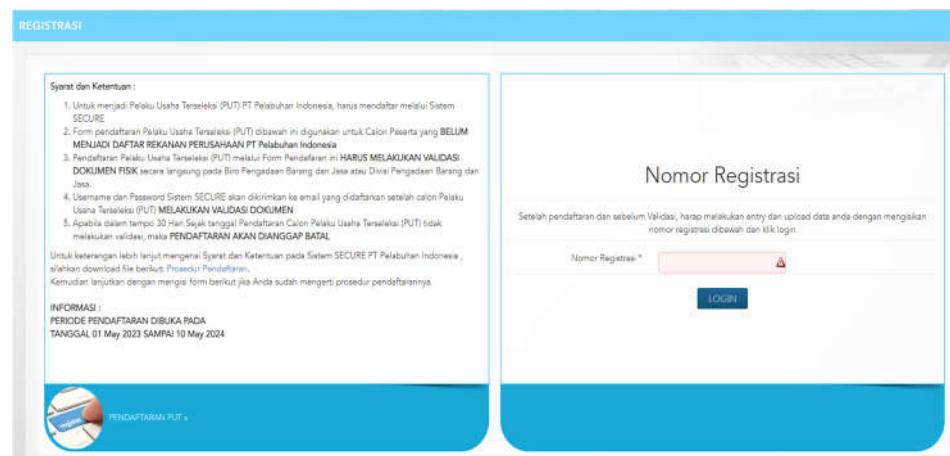 REGISTRASI
Syarat dan Ketentuan :
1. Untuk menjadi Pelaku Usaha Terseleksi (PUT) PT Pelabuhan Indonesia, harus mendaftar melalui Sistem
SECURE
2. Form pendaftaran Pelaku Usaha Terseleksi (PUT) dibawah ini digunakan untuk Calon Peserta yang BELUM
MENJADI DAFTAR REKANAN PERUSAHAAN PT Pelabuhan Indonesia
3. Pendaftaran Pelaku Usaha Terseleksi (PUT) melalui Form Pendafaran ini HARUS MELAKUKAN VALIDASI
DOKUMEN FISIK secara langsung pada Biro Pengadaan Barang dan Jasa atau Divisi Pengadaan Barang dan
Jasa.
4. Username dan Password Sistem SECURE akan dikirimkan ke email yang didaftarkan setelah calon Pelaku
Usaha Terseleksi (PUT) MELAKUKAN VALIDASI DOKUMEN
5. Apabila dalam tempo 30 Hari Sejak tanggal Pendaftaran Calon Pelaku Usaha Terseleksi (PUT) tidak
melakukan validasi, maka PENDAFTARAN AKAN DIANGGAP BATAL
Untuk keterangan lebih lanjut mengenai Syarat dan Ketentuan pada Sistem SECURE PT Pelabuhan Indonesia ,
silahkan download file berikut: Prosedur Pendaftaran.
Kemudian lanjutkan dengan mengisi form berikut jika Anda sudah mengerti prosedur pendaftarannya
INFORMASI :
PERIODE PENDAFTARAN DIBUKA PADA
TANGGAL 01 May 2023 SAMPAI 10 May 2024
register
PENDAFTARAN PUT »
Nomor Registrasi
Setelah pendaftaran dan sebelum Validasi, harap melakukan entry dan upload data anda dengan mengisikan
nomor registrasi dibawah dan klik login
Nomor Registrasi *
LOGIN